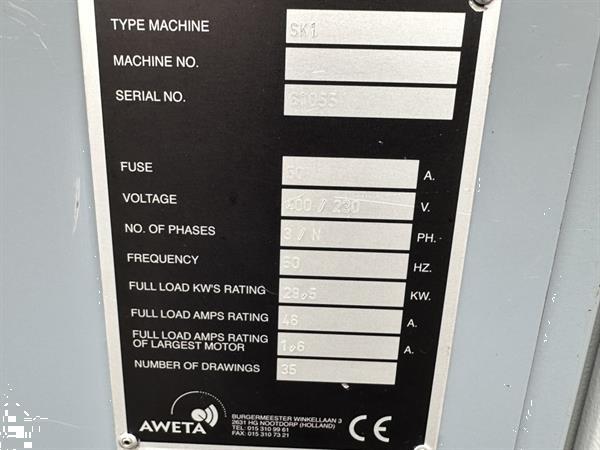 TYPE MACHINE SK1
MACHINE NO.
SERIAL NO.
FUSE A.
VOLTAGE 400 / 230 V.
NO. OF PHASES 3 / N PH.
FREQUENCY 50 HZ.
FULL LOAD KW'S RATING 29,5 KW.
FULL LOAD AMPS RATING 46 A.
FULL LOAD AMPS RATING
OF LARGEST MOTOR 1,6 A.
NUMBER OF DRAWINGS 35
AWETA
BURGERMEESTER WINKELLAAN 3
2631 HG NOOTDORP (HOLLAND)
TEL: 015 310 99 61
FAX: 015 310 73 21
CE